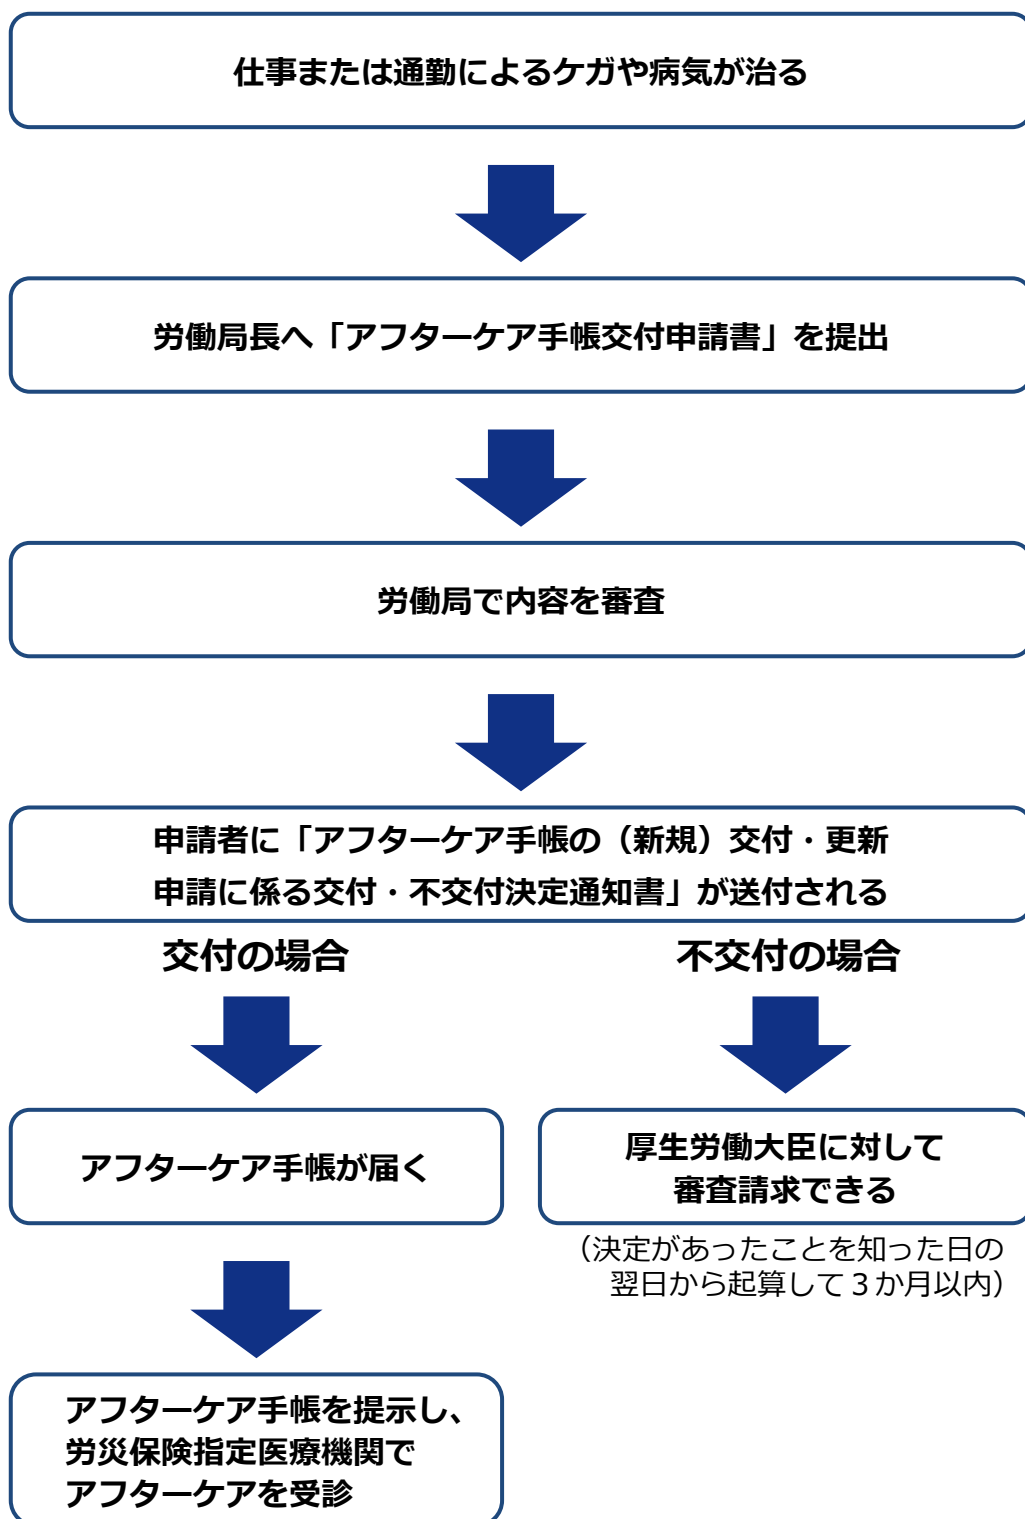 仕事または通勤によるケガや病気が治る
労働局長へ「アフターケア手帳交付申請書」を提出
労働局で内容を審査
申請者に「アフターケア手帳の（新規）交付・更新
申請に係る交付・不交付決定通知書」が送付される
交付の場合
不交付の場合
アフターケア手帳が届く
厚生労働大臣に対して
審査請求できる
（決定があったことを知った日の
翌日から起算して３か月以内）
アフターケア手帳を提示し、
労災保険指定医療機関で
アフターケアを受診